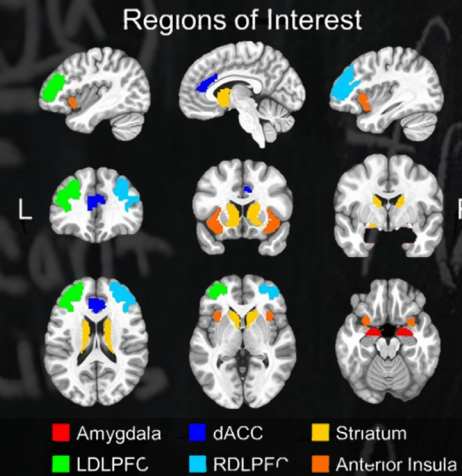 Regions of Interest
L
Amygdala
dACC
Striatum
LDLPFC
RDLPFC
Anterior Insula